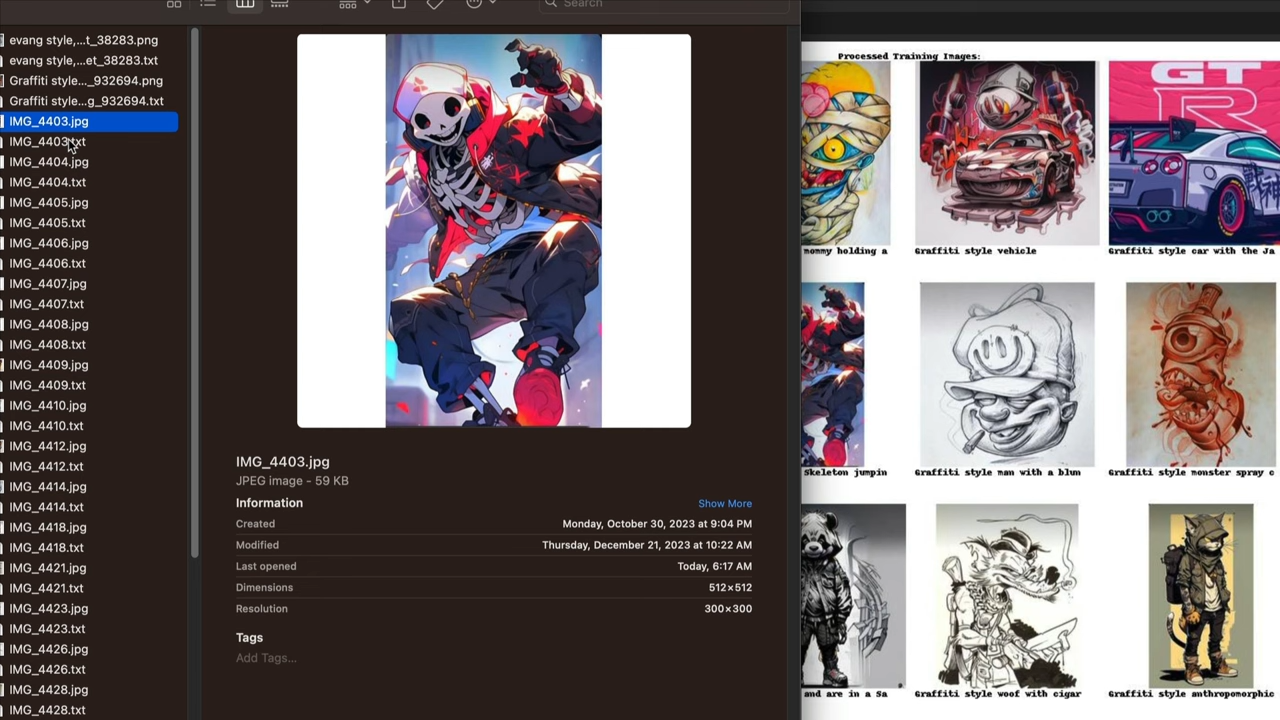 Search
evang style,...t_38283.png
evang style,...et_38283.txt
Graffiti style..._932694.png
Graffiti style...g_932694.txt
IMG_4403.jpg
IMG_4403.txt
IMG_4404.jpg
IMG_4404.txt
IMG_4405.jpg
IMG_4405.txt
IMG_4406.jpg
IMG_4406.txt
IMG_4407.jpg
IMG_4407.txt
IMG_4408.jpg
IMG_4408.txt
IMG_4409.jpg
IMG_4409.txt
IMG_4410.jpg
IMG_4410.txt
IMG_4412.jpg
IMG_4412.txt
IMG_4414.jpg
IMG_4414.txt
IMG_4418.jpg
IMG_4418.txt
IMG_4421.jpg
IMG_4421.txt
IMG_4423.jpg
IMG_4423.txt
IMG_4426.jpg
IMG_4426.txt
IMG_4428.jpg
IMG_4428.txt
IMG_4403.jpg
JPEG image - 59 KB
Information Show More
Created Monday, October 30, 2023 at 9:04 PM
Modified Thursday, December 21, 2023 at 10:22 AM
Last opened Today, 6:17 AM
Dimensions 512×512
Resolution 300×300
Tags
Add Tags...
Processed Training Images:
GT
R
mommy holding a
Graffiti style vehicle
Graffiti style car with the Ja
Skeleton jumpin
Graffiti style man with a blun
Graffiti style monster spray c
and are in a Sa
Graffiti style woof with cigar
Graffiti style anthropomorphic